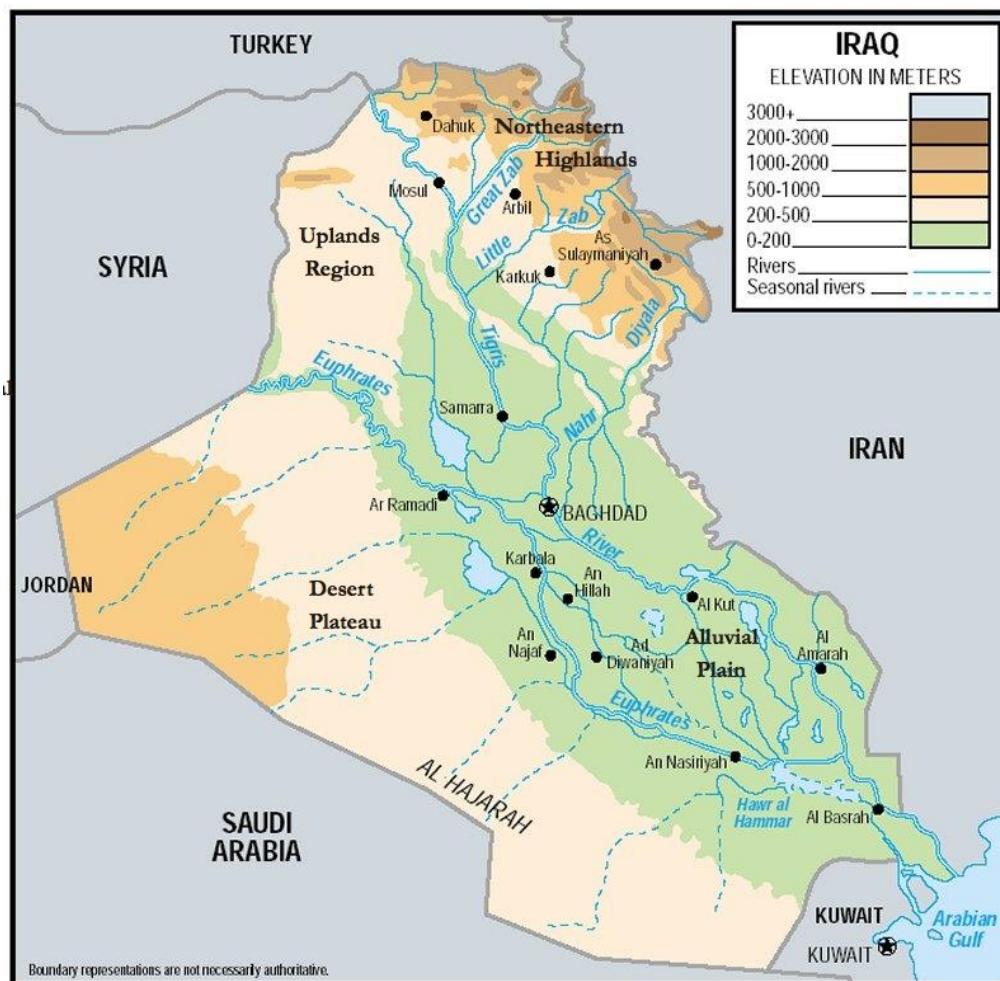 TURKEY
IRAQ
ELEVATION IN METERS
3000+
2000-3000
1000-2000
500-1000
200-500
0-200
Rivers
Seasonal rivers
Dahuk
Northeastern
Highlands
Mosul
Great Zab
Arbil
Uplands
Region
Little
Zab
As
Sulaymaniyah
Karkuk
SYRIA
Diyala
Tigris
Euphrates
Samarra
Nahr
IRAN
Ar Ramadi
BAGHDAD
River
Karbala
An
Hillah
JORDAN
Desert
Plateau
Al Kut
Alluvial
Plain
Al
Amarah
An
Najaf
Ad
Diwaniyah
Euphrates
An Nasiriyah
AL HAJARAH
Hawr al
Hammar
Al Basrah
SAUDI
ARABIA
KUWAIT
KUWAIT
Arabian
Gulf
Boundary representations are not necessarily authoritative.